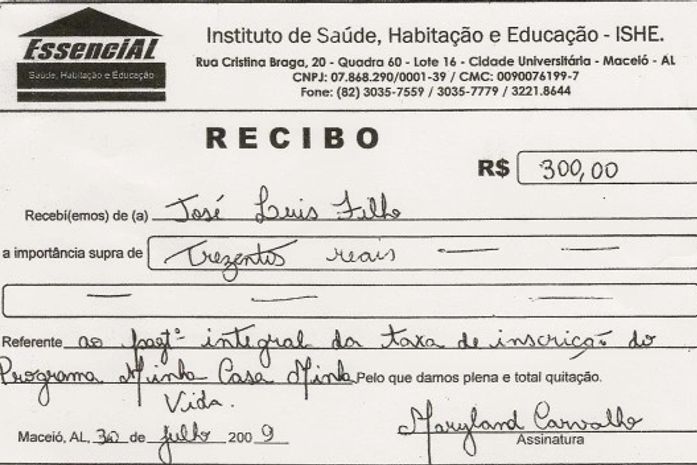 EssenciAL
Saúde, Habitação e Educação
Instituto de Saúde, Habitação e Educação - ISHE.
Rua Cristina Braga, 20 - Quadra 60 - Lote 16 - Cidade Universitária - Maceió - AL
CNPJ: 07.868.290/0001-39 / CMC: 0090076199-7
Fone: (82) 3035-7559 / 3035-7779 / 3221.8644
RECIBO
R$ 300,00
Recebi(emos) de (a) José Luis Filho
a importância supra de Trezentos reais
Referente ao pagtº integral da taxa de inscrição do
Programa Minha Casa Minha Pelo que damos plena e total quitação.
Vida.
Maceió, AL, 30 de julho 2009
Maryland Carvalho
Assinatura